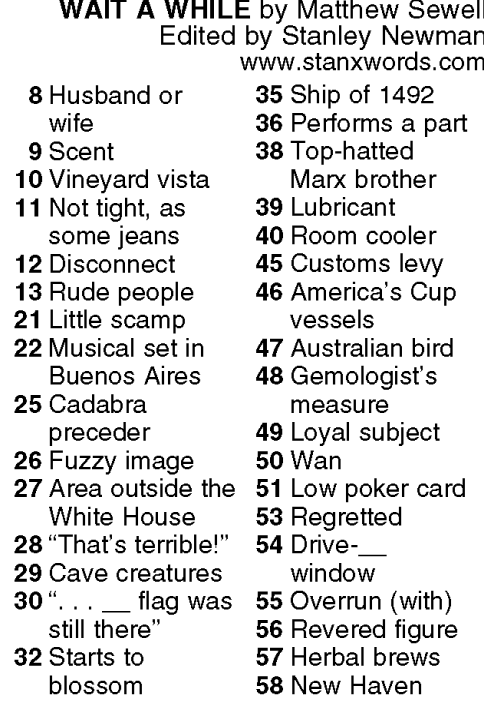 WAIT A WHILE by Matthew Sewell
Edited by Stanley Newman
www.stanxwords.com
8 Husband or
wife
9 Scent
10 Vineyard vista
11 Not tight, as
some jeans
12 Disconnect
13 Rude people
21 Little scamp
22 Musical set in
Buenos Aires
25 Cadabra
preceder
26 Fuzzy image
27 Area outside the
White House
28 “That’s terrible!”
29 Cave creatures
30 “. . . __ flag was
still there”
32 Starts to
blossom
35 Ship of 1492
36 Performs a part
38 Top-hatted
Marx brother
39 Lubricant
40 Room cooler
45 Customs levy
46 America’s Cup
vessels
47 Australian bird
48 Gemologist’s
measure
49 Loyal subject
50 Wan
51 Low poker card
53 Regretted
54 Drive-__
window
55 Overrun (with)
56 Revered figure
57 Herbal brews
58 New Haven